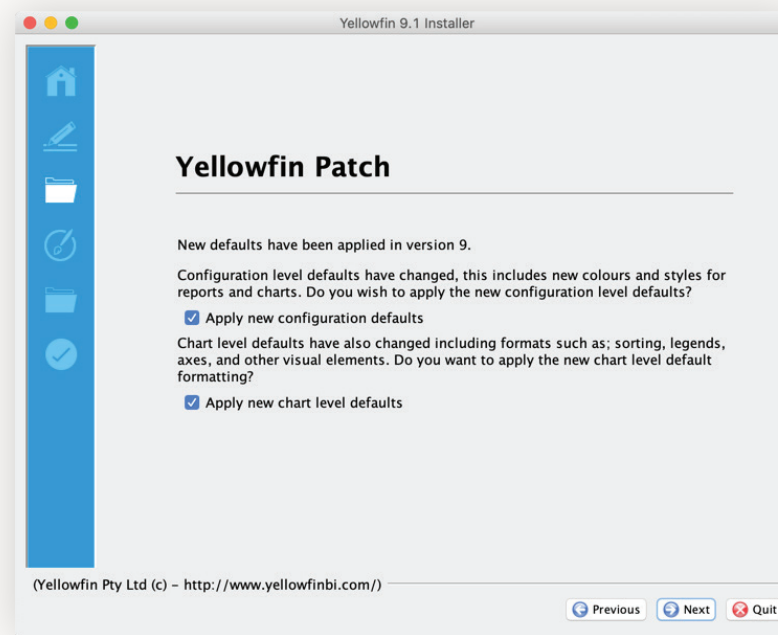 Yellowfin 9.1 Installer
Yellowfin Patch
New defaults have been applied in version 9.
Configuration level defaults have changed, this includes new colours and styles for
reports and charts. Do you wish to apply the new configuration level defaults?
Apply new configuration defaults
Chart level defaults have also changed including formats such as; sorting, legends,
axes, and other visual elements. Do you want to apply the new chart level default
formatting?
Apply new chart level defaults
(Yellowfin Pty Ltd (c) – http://www.yellowfinbi.com/)
Previous Next Quit